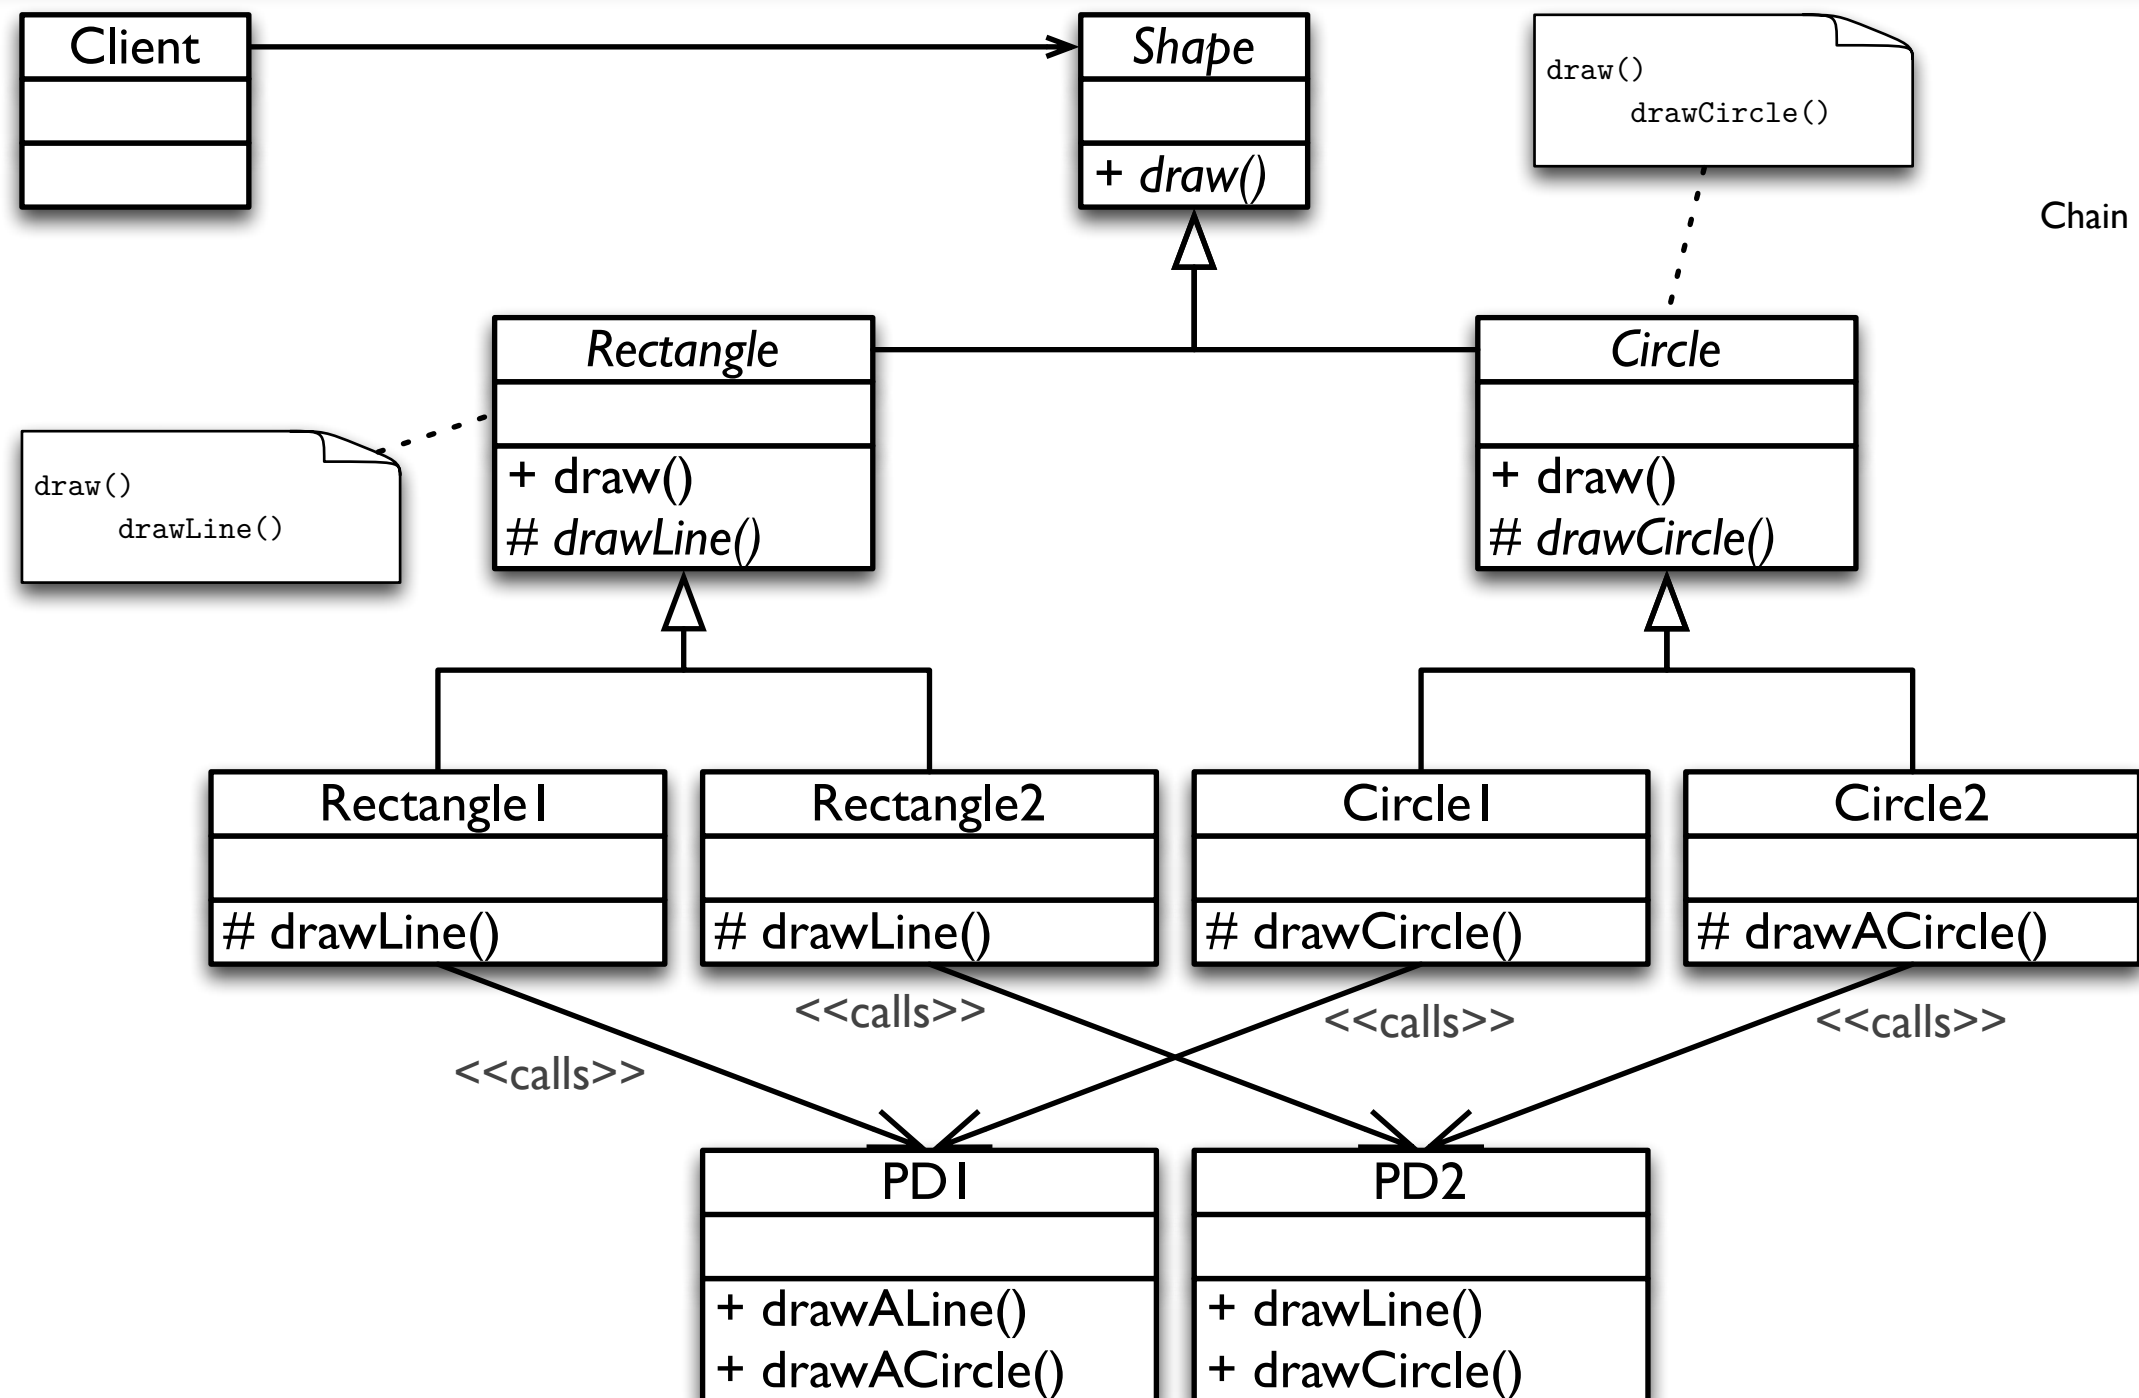 Client
Shape
+ draw()
draw()
drawCircle()
Chain
Rectangle
+ draw()
# drawLine()
Circle
+ draw()
# drawCircle()
draw()
drawLine()
Rectangle1
# drawLine()
Rectangle2
# drawLine()
Circle1
# drawCircle()
Circle2
# drawACircle()
<<calls>>
<<calls>>
<<calls>>
<<calls>>
PD1
+ drawALine()
+ drawACircle()
PD2
+ drawLine()
+ drawCircle()